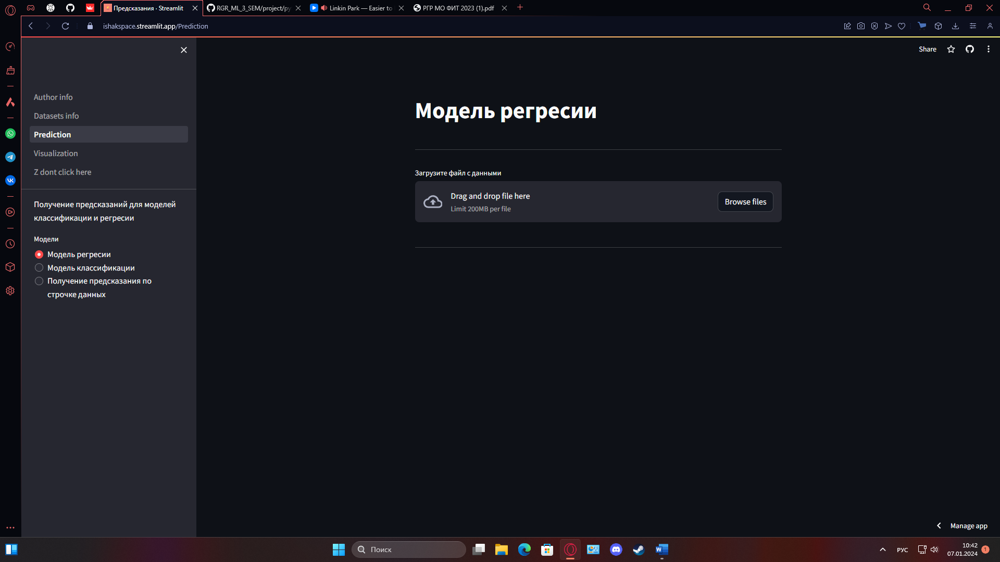 Предсказания · Streamlit
RGR_ML_3_SEM/project/py
Linkin Park — Easier to
РГР МО ФИТ 2023 (1).pdf
ishakspace.streamlit.app/Prediction
Share
Author info
Datasets info
Prediction
Visualization
Z dont click here
Получение предсказаний для моделей
классификации и регресии
Модели
Модель регресии
Модель классификации
Получение предсказания по
строчке данных
Модель регресии
Загрузите файл с данными
Drag and drop file here
Limit 200MB per file
Browse files
Manage app
Поиск
РУС
10:42
07.01.2024
1